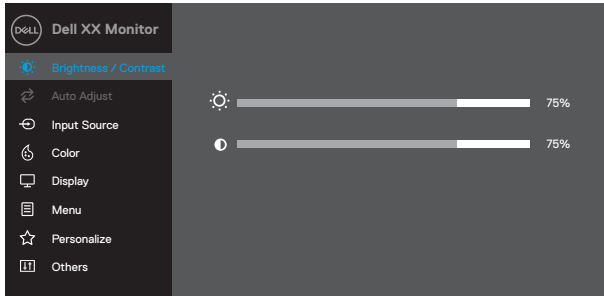 DELL
Dell XX Monitor
Brightness / Contrast
Auto Adjust
75%
Input Source
Color
75%
Display
Menu
Personalize
Others